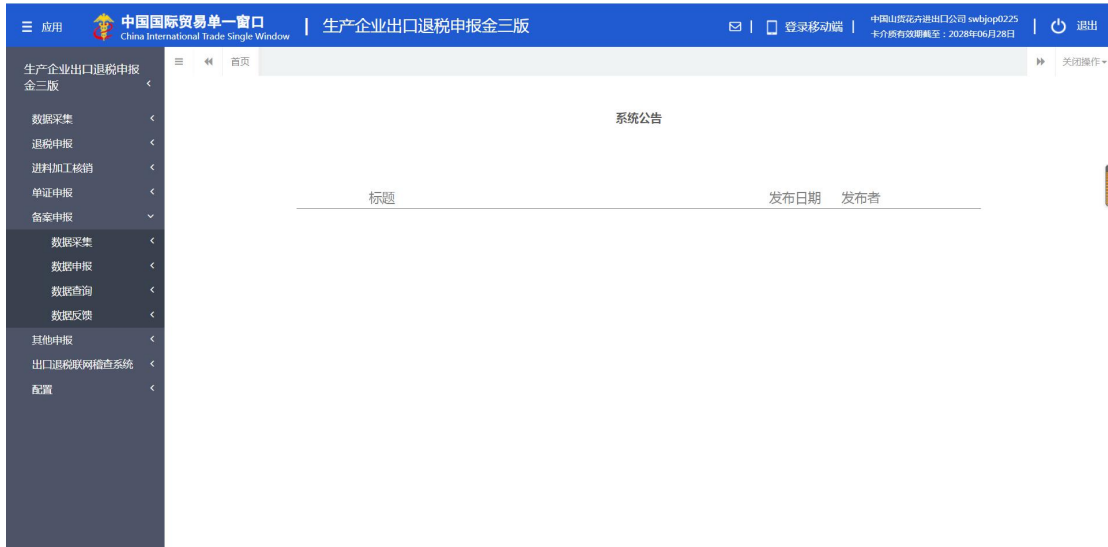 应用
中国国际贸易单一窗口
China International Trade Single Window
生产企业出口退税申报金三版
登录移动端
中国山货花卉进出口公司 swbjop0225
卡介质有效期截至：2028年06月28日
退出
生产企业出口退税申报
金三版
首页
关闭操作
数据采集
退税申报
进料加工核销
单证申报
备案申报
数据采集
数据申报
数据查询
数据反馈
其他申报
出口退税联网稽查系统
配置
系统公告
标题 发布日期 发布者